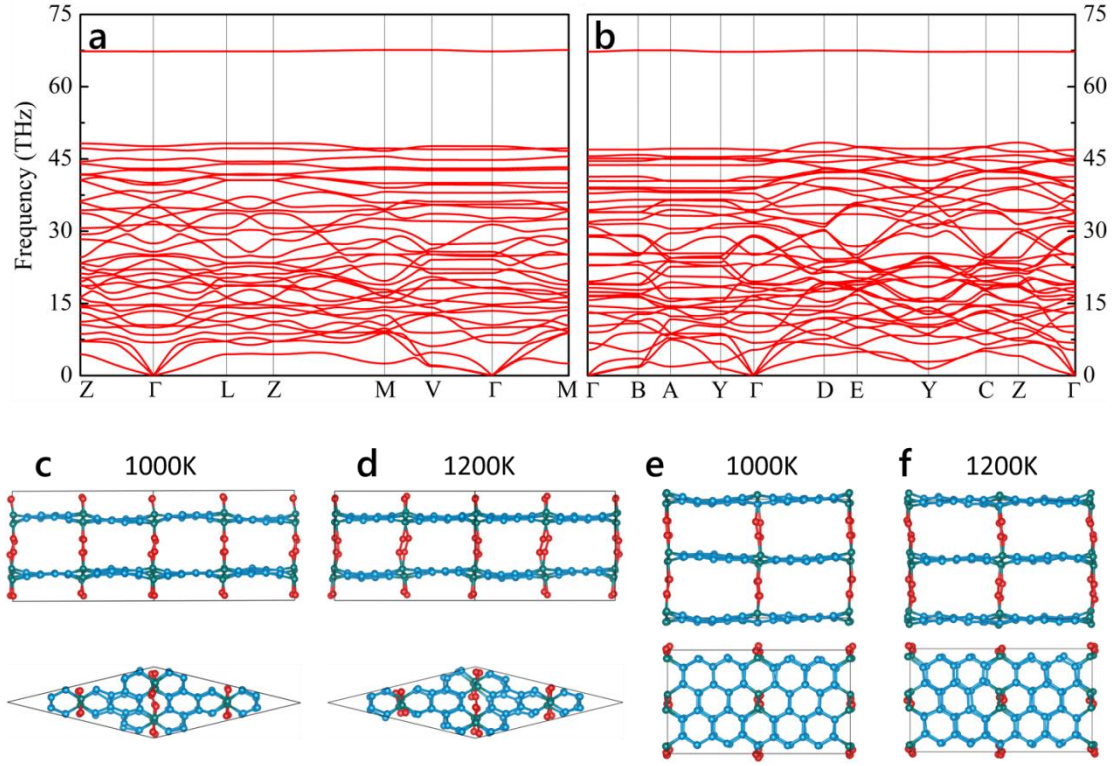 75
a
b
75
60
60
45
45
30
30
15
15
0
0
Frequency (THz)
Z Γ L Z M V Γ M
Γ B A Y Γ D E Y C Z Γ
c 1000K
d 1200K
e 1000K
f 1200K